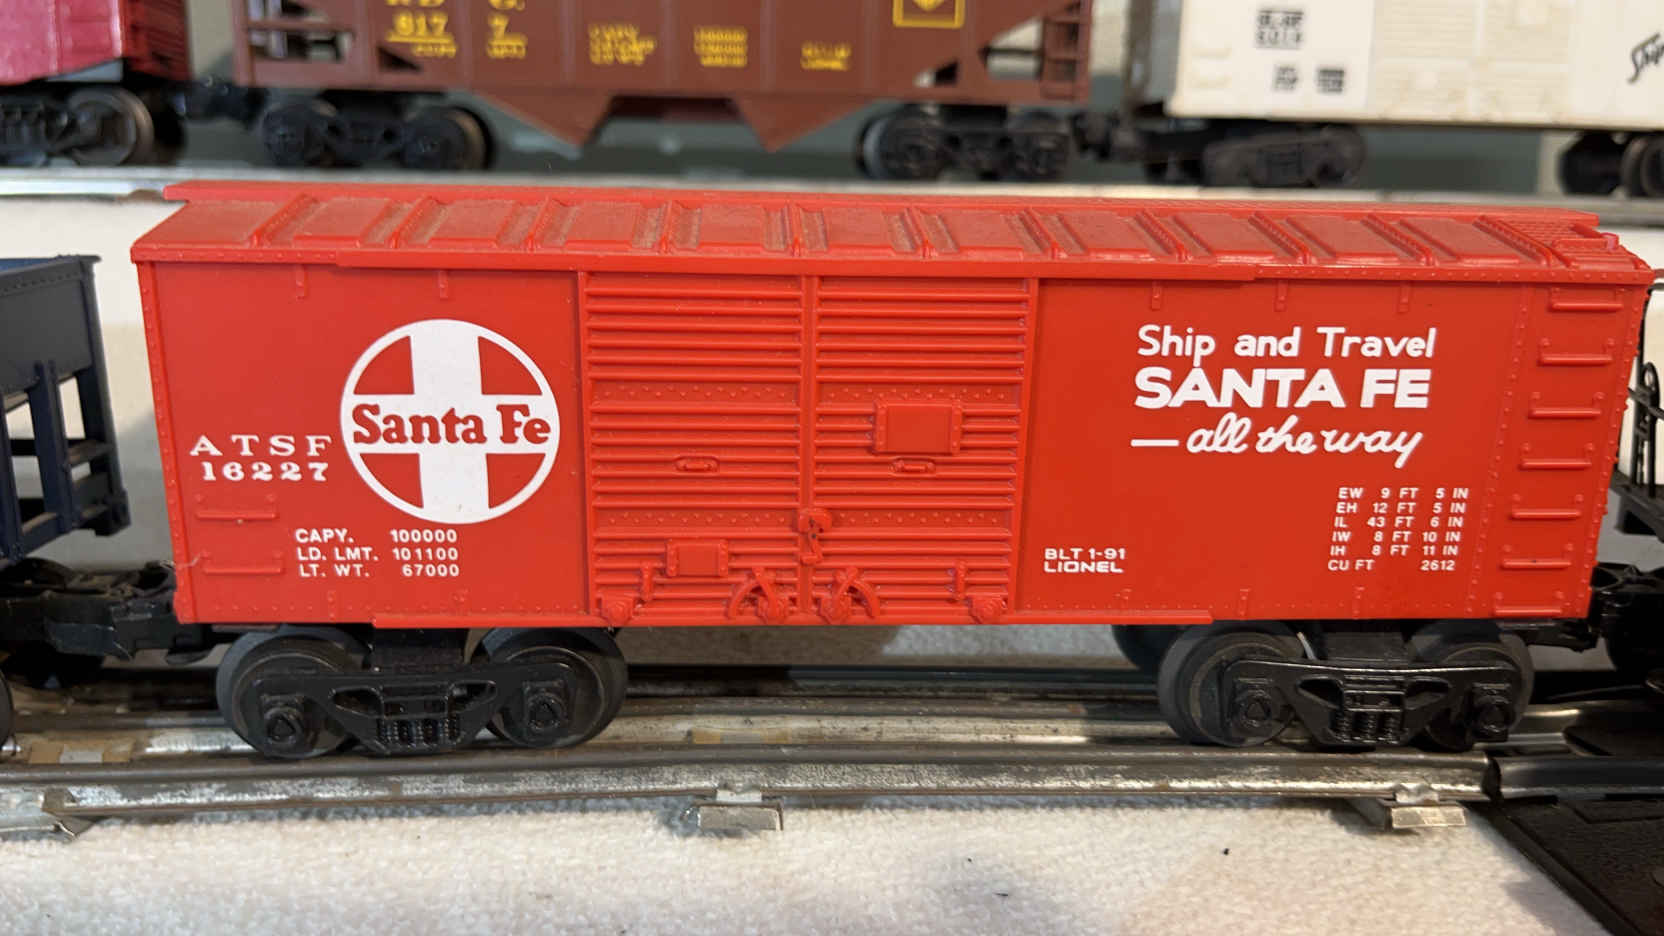 817
7
Santa Fe
ATSF
16227
CAPY. 100000
LD. LMT. 101100
LT. WT. 67000
Ship and Travel
SANTA FE
— all the way
BLT 1-91
LIONEL
EW 9 FT 5 IN
EH 12 FT 5 IN
IL 43 FT 6 IN
IW 8 FT 10 IN
IH 8 FT 11 IN
CU FT 2612